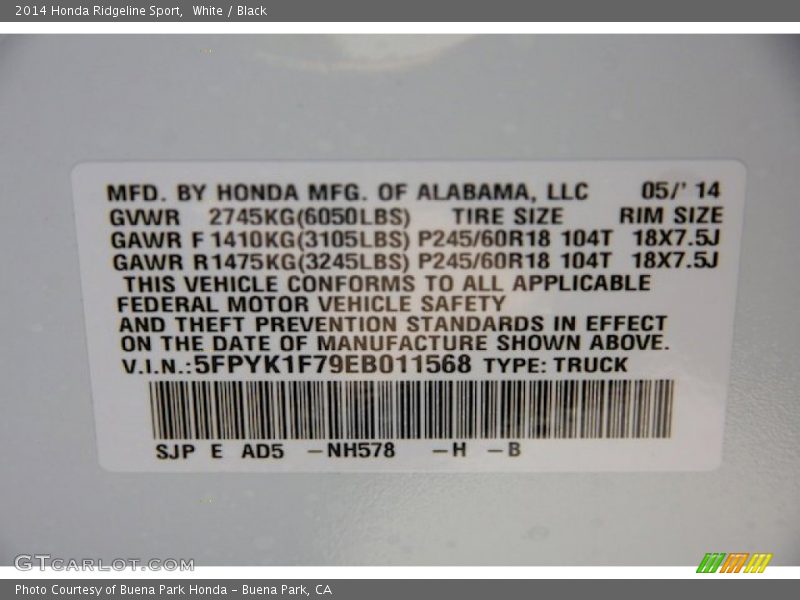 2014 Honda Ridgeline Sport,  White / Black
MFD. BY HONDA MFG. OF ALABAMA, LLC 05/' 14
GVWR 2745KG(6050LBS) TIRE SIZE RIM SIZE
GAWR F 1410KG(3105LBS) P245/60R18 104T 18X7.5J
GAWR R1475KG(3245LBS) P245/60R18 104T 18X7.5J
THIS VEHICLE CONFORMS TO ALL APPLICABLE
FEDERAL MOTOR VEHICLE SAFETY
AND THEFT PREVENTION STANDARDS IN EFFECT
ON THE DATE OF MANUFACTURE SHOWN ABOVE.
V.I.N.:5FPYK1F79EB011568 TYPE: TRUCK
SJP E AD5 –NH578 –H –B
GTCARLOT.COM
Photo Courtesy of Buena Park Honda - Buena Park, CA